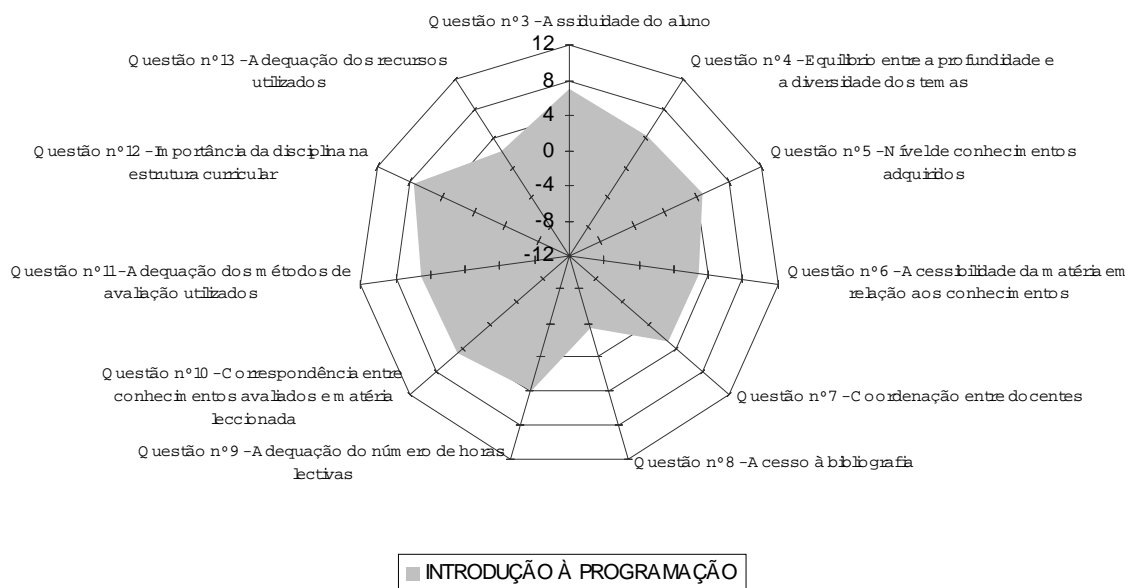 Questão nº3 - Assiduidade do aluno
12
Questão nº4 - Equilibrio entre a profundidade e
a diversidade dos temas
Questão nº13 - Adequação dos recursos
utilizados
8
4
0
-4
-8
-12
Questão nº12 - Importância da disciplina na
estrutura curricular
Questão nº5 - Nível de conhecimentos
adquiridos
Questão nº11 - Adequação dos métodos de
avaliação utilizados
Questão nº6 - Acessibilidade da matéria em
relação aos conhecimentos
Questão nº10 - Correspondência entre
conhecimentos avaliados e matéria
leccionada
Questão nº7 - Coordenação entre docentes
Questão nº9 - Adequação do número de horas
lectivas
Questão nº8 - Acesso à bibliografia
INTRODUÇÃO À PROGRAMAÇÃO